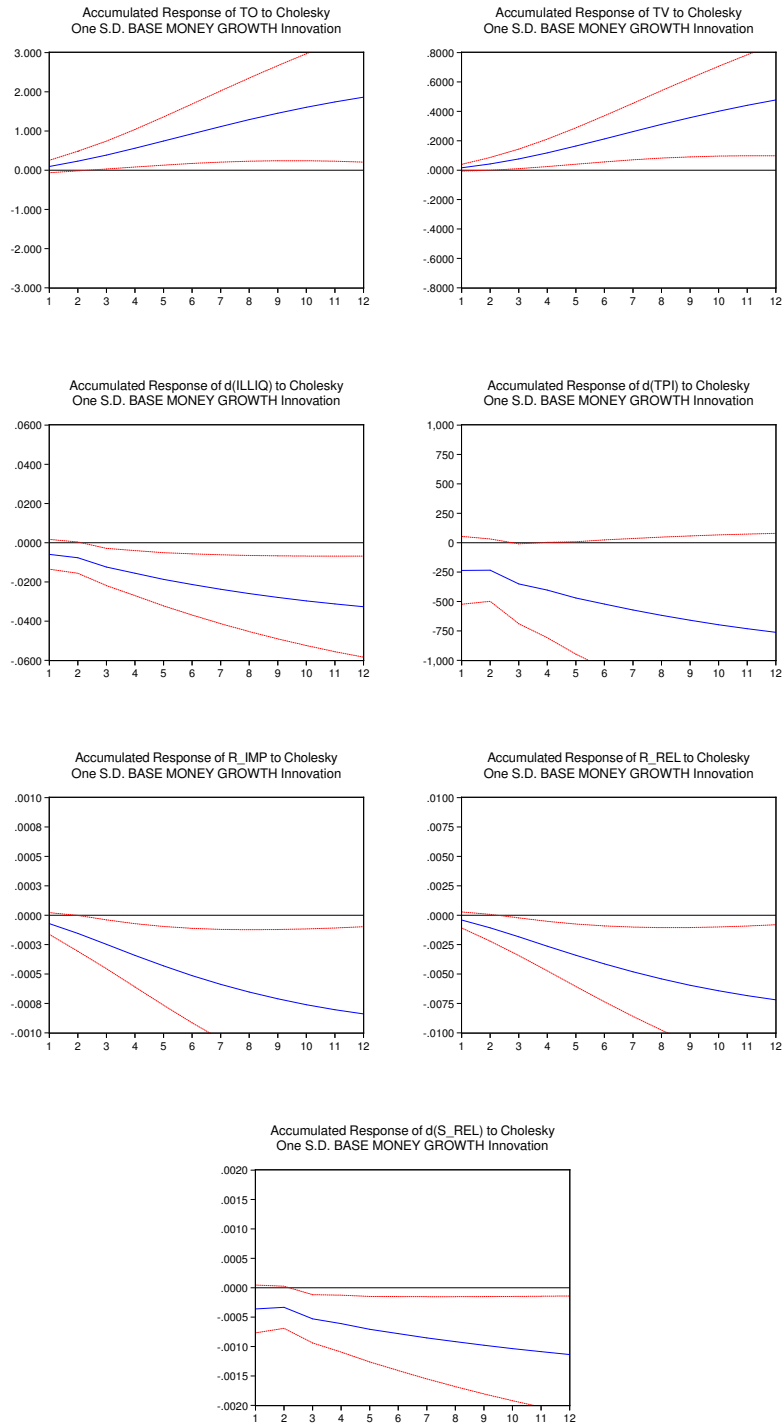 Accumulated Response of TO to Cholesky
One S.D. BASE MONEY GROWTH Innovation
3.000
2.000
1.000
0.000
-1.000
-2.000
-3.000
1 2 3 4 5 6 7 8 9 10 11 12
Accumulated Response of TV to Cholesky
One S.D. BASE MONEY GROWTH Innovation
.8000
.6000
.4000
.2000
.0000
-.2000
-.4000
-.6000
-.8000
1 2 3 4 5 6 7 8 9 10 11 12
Accumulated Response of d(ILLIQ) to Cholesky
One S.D. BASE MONEY GROWTH Innovation
.0600
.0400
.0200
.0000
-.0200
-.0400
-.0600
1 2 3 4 5 6 7 8 9 10 11 12
Accumulated Response of d(TPI) to Cholesky
One S.D. BASE MONEY GROWTH Innovation
1,000
750
500
250
0
-250
-500
-750
-1,000
1 2 3 4 5 6 7 8 9 10 11 12
Accumulated Response of R_IMP to Cholesky
One S.D. BASE MONEY GROWTH Innovation
.0010
.0008
.0005
.0003
.0000
-.0003
-.0005
-.0008
-.0010
1 2 3 4 5 6 7 8 9 10 11 12
Accumulated Response of R_REL to Cholesky
One S.D. BASE MONEY GROWTH Innovation
.0100
.0075
.0050
.0025
.0000
-.0025
-.0050
-.0075
-.0100
1 2 3 4 5 6 7 8 9 10 11 12
Accumulated Response of d(S_REL) to Cholesky
One S.D. BASE MONEY GROWTH Innovation
.0020
.0015
.0010
.0005
.0000
-.0005
-.0010
-.0015
-.0020
1 2 3 4 5 6 7 8 9 10 11 12